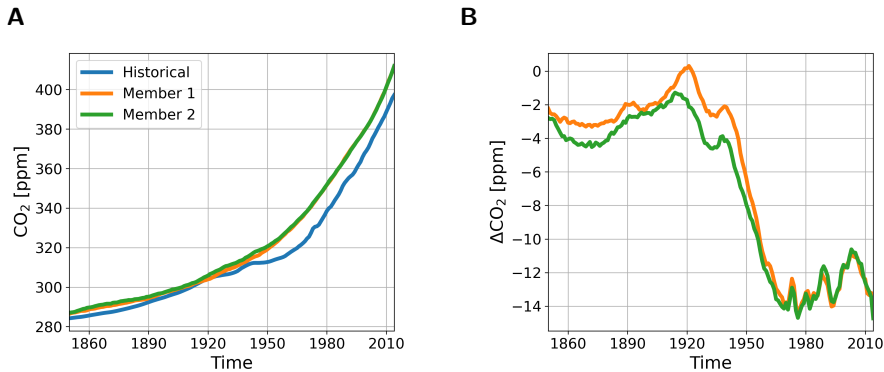 A
B
CO₂ [ppm]
400
380
360
340
320
300
280
Historical
Member 1
Member 2
1860 1890 1920 1950 1980 2010
Time
ΔCO₂ [ppm]
0
−2
−4
−6
−8
−10
−12
−14
1860 1890 1920 1950 1980 2010
Time